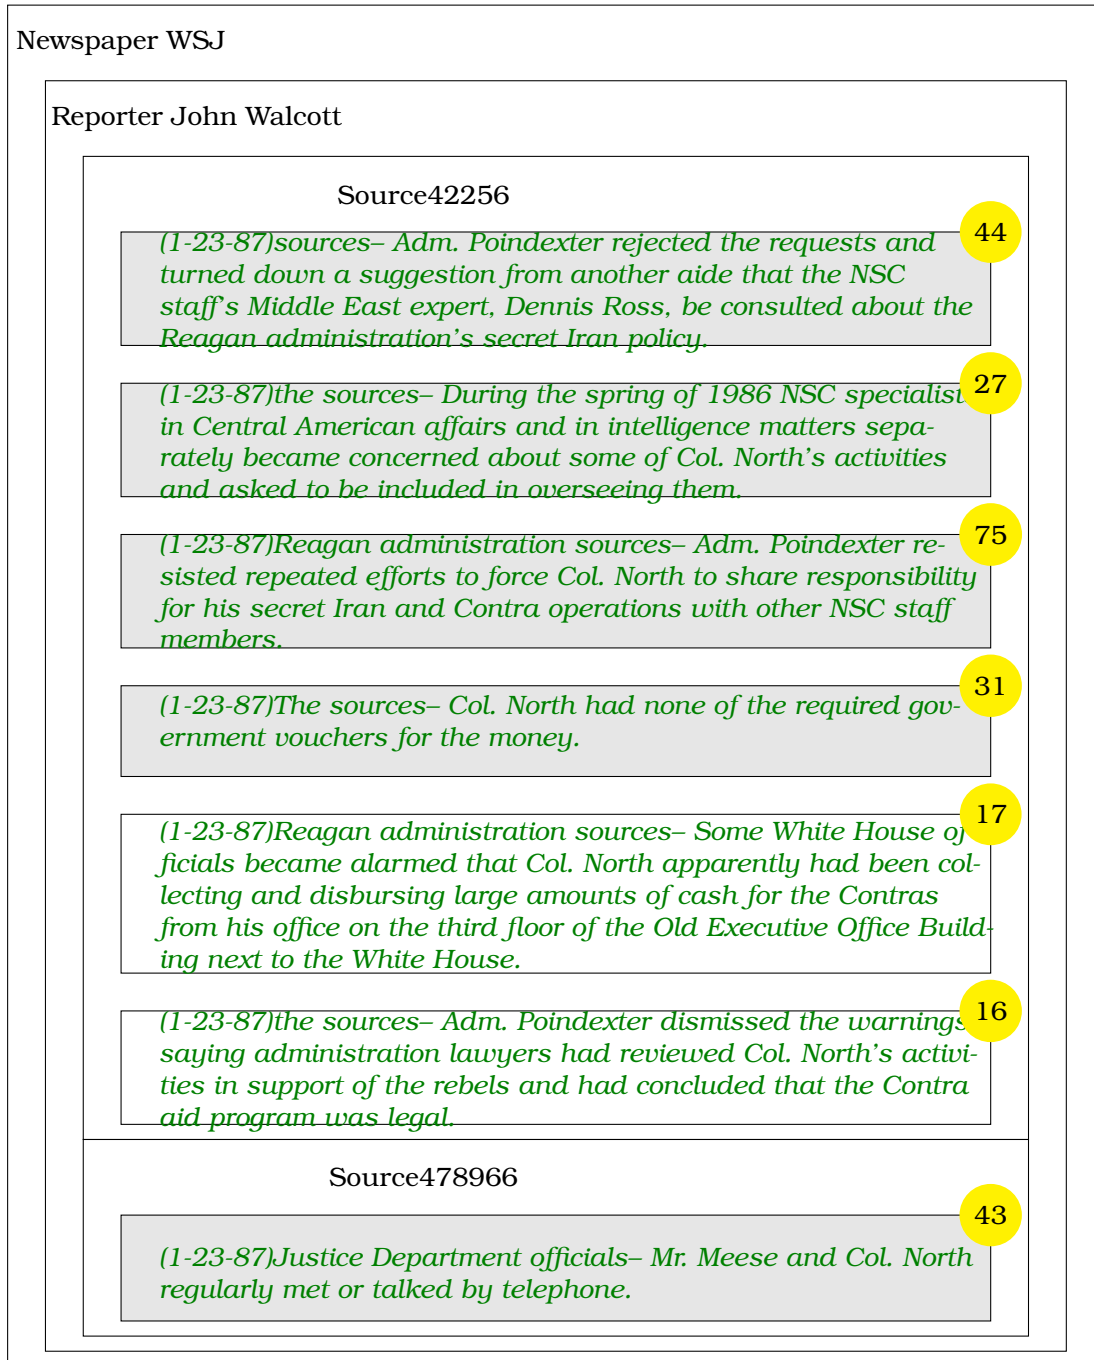 Newspaper WSJ
Reporter John Walcott
Source42256
44
(1-23-87)sources– Adm. Poindexter rejected the requests and
turned down a suggestion from another aide that the NSC
staff's Middle East expert, Dennis Ross, be consulted about the
Reagan administration's secret Iran policy.
27
(1-23-87)the sources– During the spring of 1986 NSC specialist
in Central American affairs and in intelligence matters sepa-
rately became concerned about some of Col. North's activities
and asked to be included in overseeing them.
75
(1-23-87)Reagan administration sources– Adm. Poindexter re-
sisted repeated efforts to force Col. North to share responsibility
for his secret Iran and Contra operations with other NSC staff
members.
31
(1-23-87)The sources– Col. North had none of the required gov-
ernment vouchers for the money.
17
(1-23-87)Reagan administration sources– Some White House of
ficials became alarmed that Col. North apparently had been col-
lecting and disbursing large amounts of cash for the Contras
from his office on the third floor of the Old Executive Office Build-
ing next to the White House.
16
(1-23-87)the sources– Adm. Poindexter dismissed the warnings
saying administration lawyers had reviewed Col. North's activi-
ties in support of the rebels and had concluded that the Contra
aid program was legal.
Source478966
43
(1-23-87)Justice Department officials– Mr. Meese and Col. North
regularly met or talked by telephone.